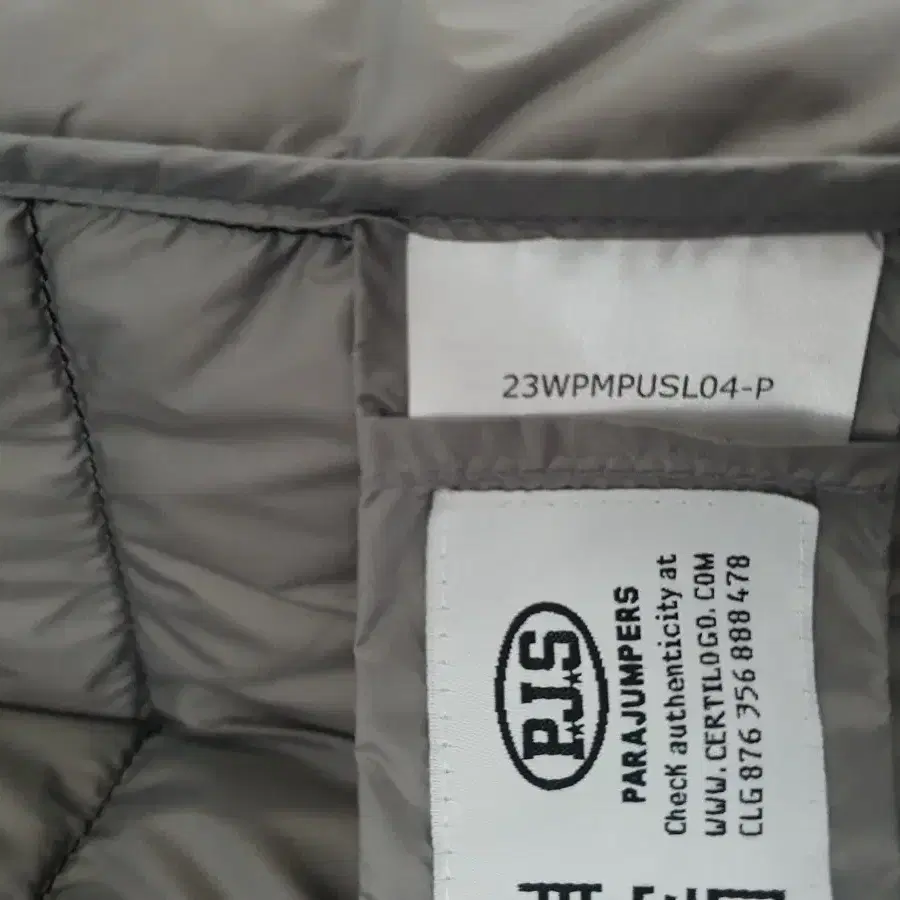 23WPMPUSL04-P
PJS
PARAJUMPERS
Check authenticity at
WWW.CERTILOGO.COM
CLG 876 356 888 478